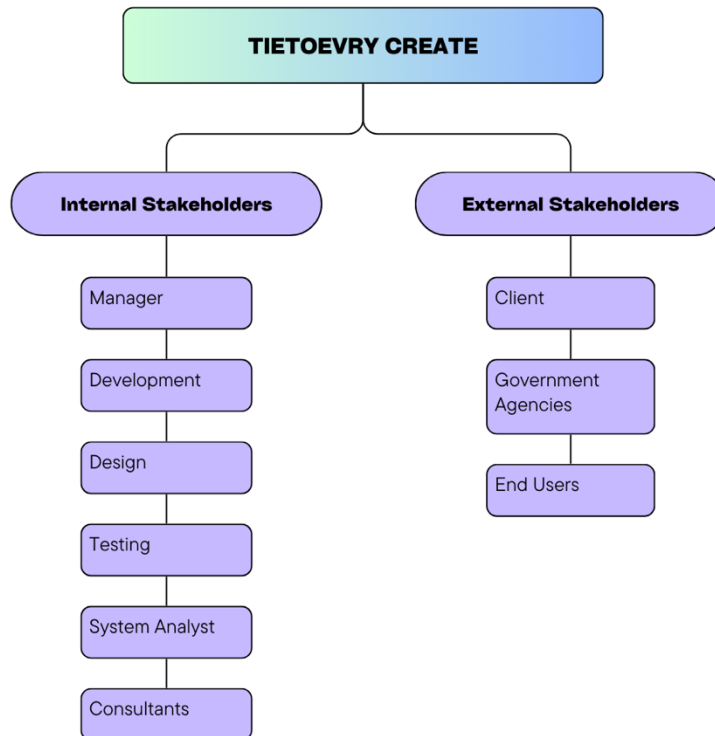 TIETOEVRY CREATE
Internal Stakeholders
Manager
Development
Design
Testing
System Analyst
Consultants
External Stakeholders
Client
Government
Agencies
End Users